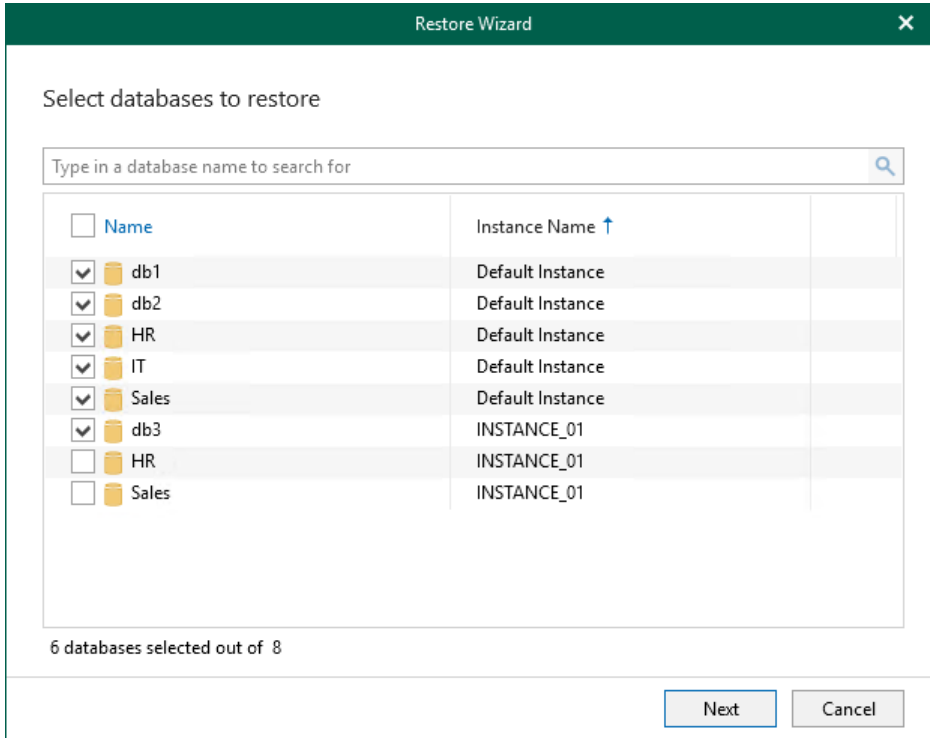 Restore Wizard
Select databases to restore
Type in a database name to search for
Name Instance Name ↑
db1 Default Instance
db2 Default Instance
HR Default Instance
IT Default Instance
Sales Default Instance
db3 INSTANCE_01
HR INSTANCE_01
Sales INSTANCE_01
6 databases selected out of 8
Next Cancel